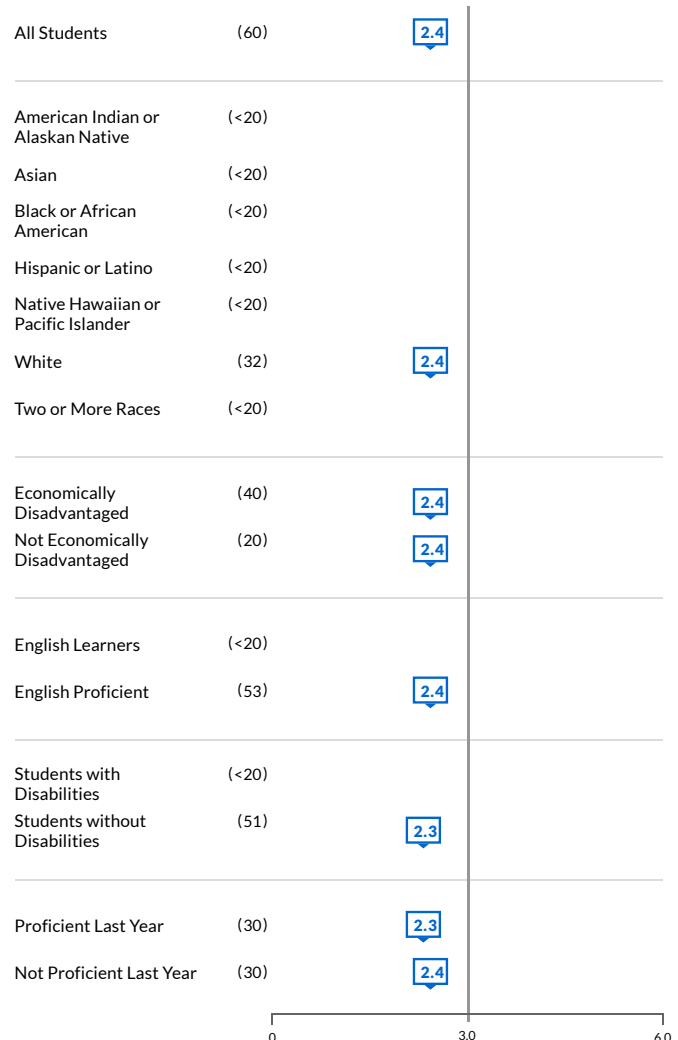 All Students (60) 2.4
American Indian or (<20)
Alaskan Native
Asian (<20)
Black or African (<20)
American
Hispanic or Latino (<20)
Native Hawaiian or (<20)
Pacific Islander
White (32) 2.4
Two or More Races (<20)
Economically (40) 2.4
Disadvantaged
Not Economically (20) 2.4
Disadvantaged
English Learners (<20)
English Proficient (53) 2.4
Students with (<20)
Disabilities
Students without (51) 2.3
Disabilities
Proficient Last Year (30) 2.3
Not Proficient Last Year (30) 2.4
0 3.0 6.0